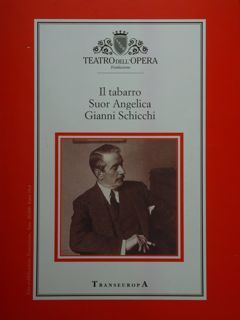 TEATRO DELL'OPERA
Fondazione
Il tabarro
Suor Angelica
Gianni Schicchi
TRANSEUROPA